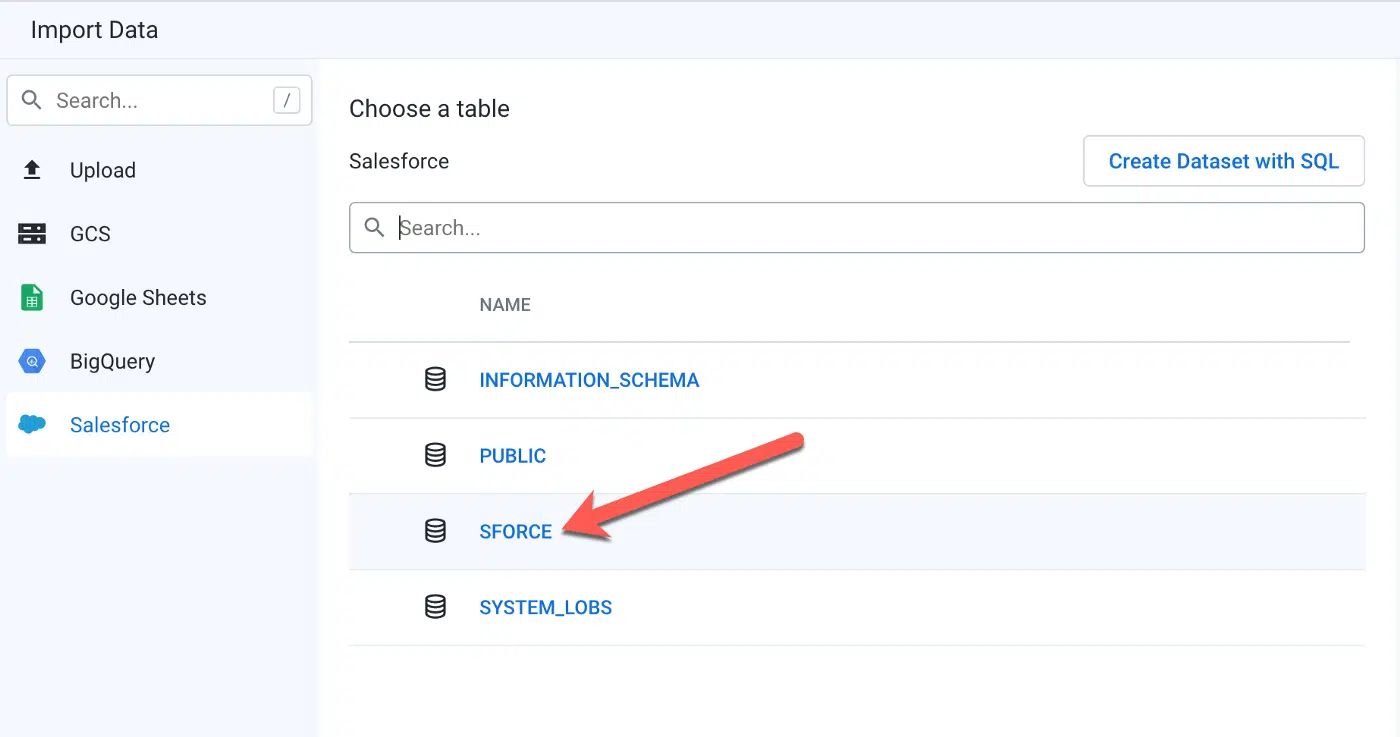 Import Data
Search...
/
Upload
GCS
Google Sheets
BigQuery
Salesforce
Choose a table
Salesforce
Create Dataset with SQL
Search...
NAME
INFORMATION_SCHEMA
PUBLIC
SFORCE
SYSTEM_LOBS